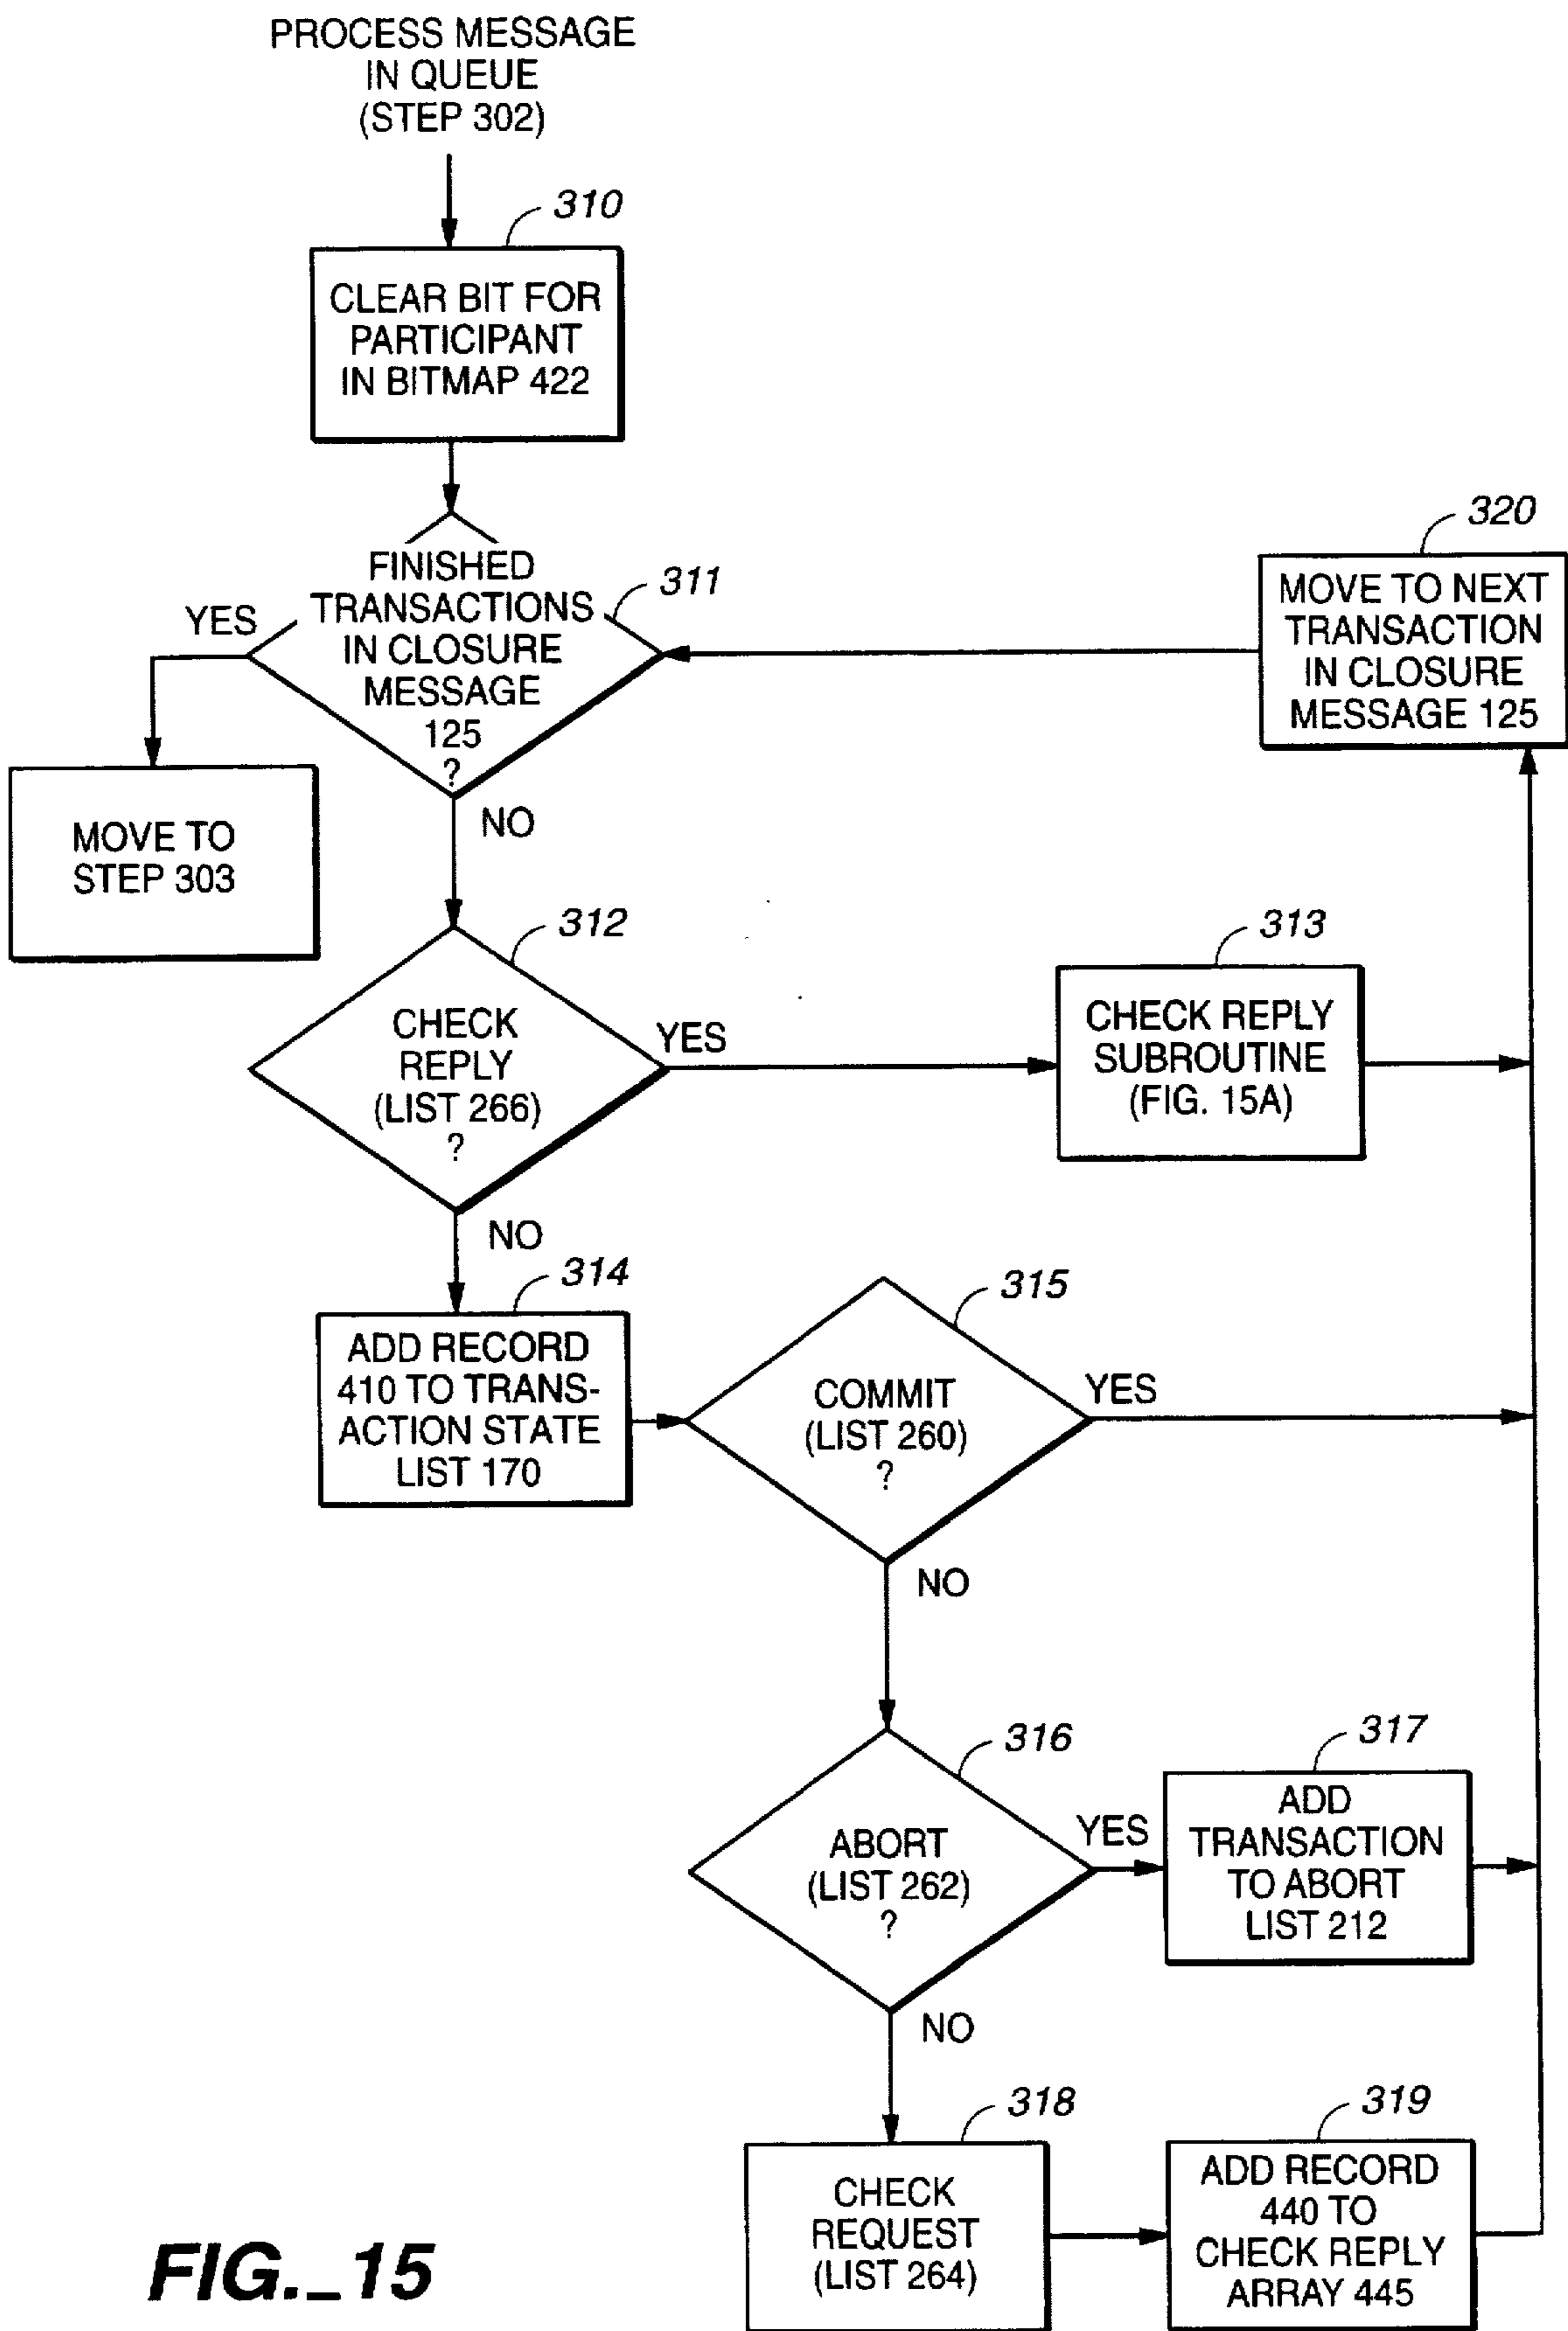 PROCESS MESSAGE
IN QUEUE
(STEP 302)
310
CLEAR BIT FOR
PARTICIPANT
IN BITMAP 422
320
MOVE TO NEXT
TRANSACTION
IN CLOSURE
MESSAGE 125
311
FINISHED
TRANSACTIONS
IN CLOSURE
MESSAGE
125
?
YES
NO
MOVE TO
STEP 303
312
CHECK
REPLY
(LIST 266)
?
YES
NO
313
CHECK REPLY
SUBROUTINE
(FIG. 15A)
314
ADD RECORD
410 TO TRANS-
ACTION STATE
LIST 170
315
COMMIT
(LIST 260)
?
YES
NO
316
ABORT
(LIST 262)
?
YES
NO
317
ADD
TRANSACTION
TO ABORT
LIST 212
318
CHECK
REQUEST
(LIST 264)
319
ADD RECORD
440 TO
CHECK REPLY
ARRAY 445
FIG._15